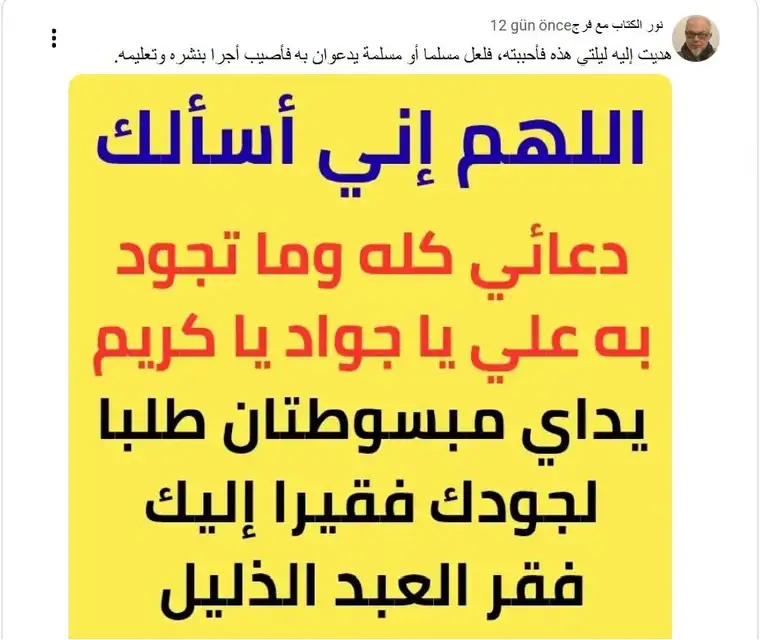 نور الكتاب مع فرج 12 gün önce
هديت إليه ليلتي هذه فأحببته، فلعل مسلما أو مسلمة يدعوان به فأصيب أجرا بنشره وتعليمه.
اللهم إني أسألك
دعائي كله وما تجود
به علي يا جواد يا كريم
يداي مبسوطتان طلبا
لجودك فقيرا إليك
فقر العبد الذليل